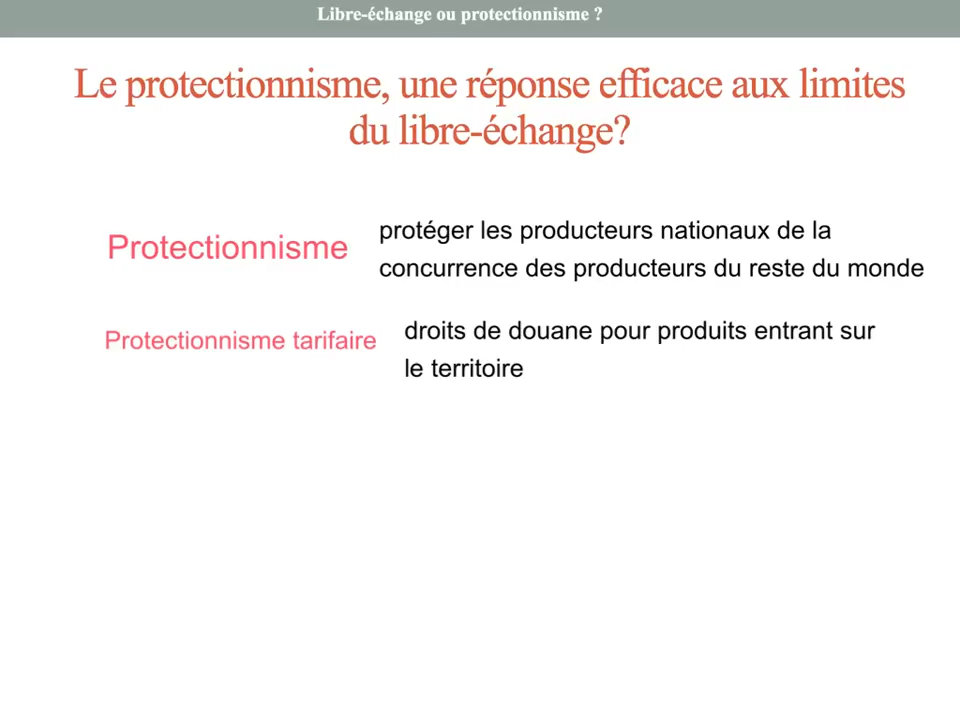 Libre-échange ou protectionnisme ?
Le protectionnisme, une réponse efficace aux limites
du libre-échange?
Protectionnisme
protéger les producteurs nationaux de la
concurrence des producteurs du reste du monde
Protectionnisme tarifaire
droits de douane pour produits entrant sur
le territoire